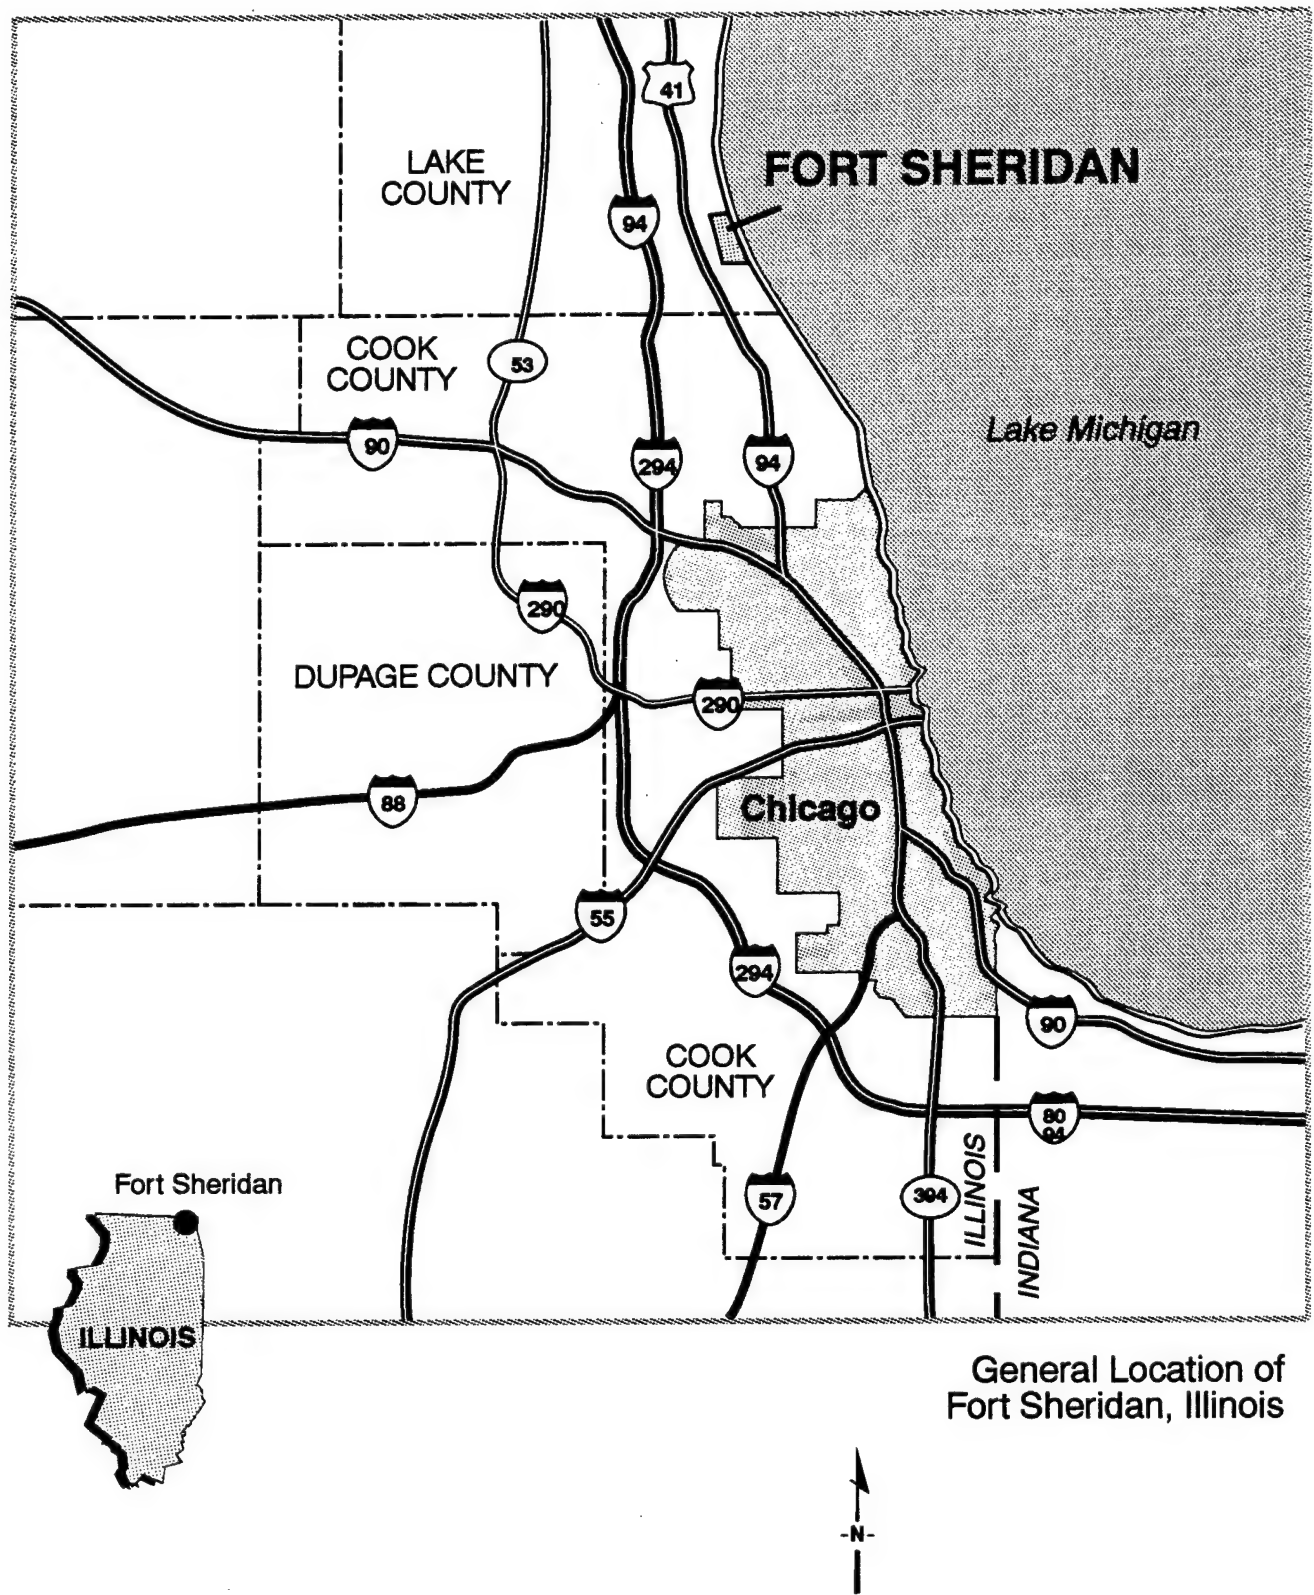 41
LAKE
COUNTY
FORT SHERIDAN
94
COOK
COUNTY
53
Lake Michigan
90
294
94
290
DUPAGE COUNTY
290
88
Chicago
55
294
90
COOK
COUNTY
80
94
ILLINOIS
INDIANA
57
394
Fort Sheridan
ILLINOIS
General Location of
Fort Sheridan, Illinois
-N-